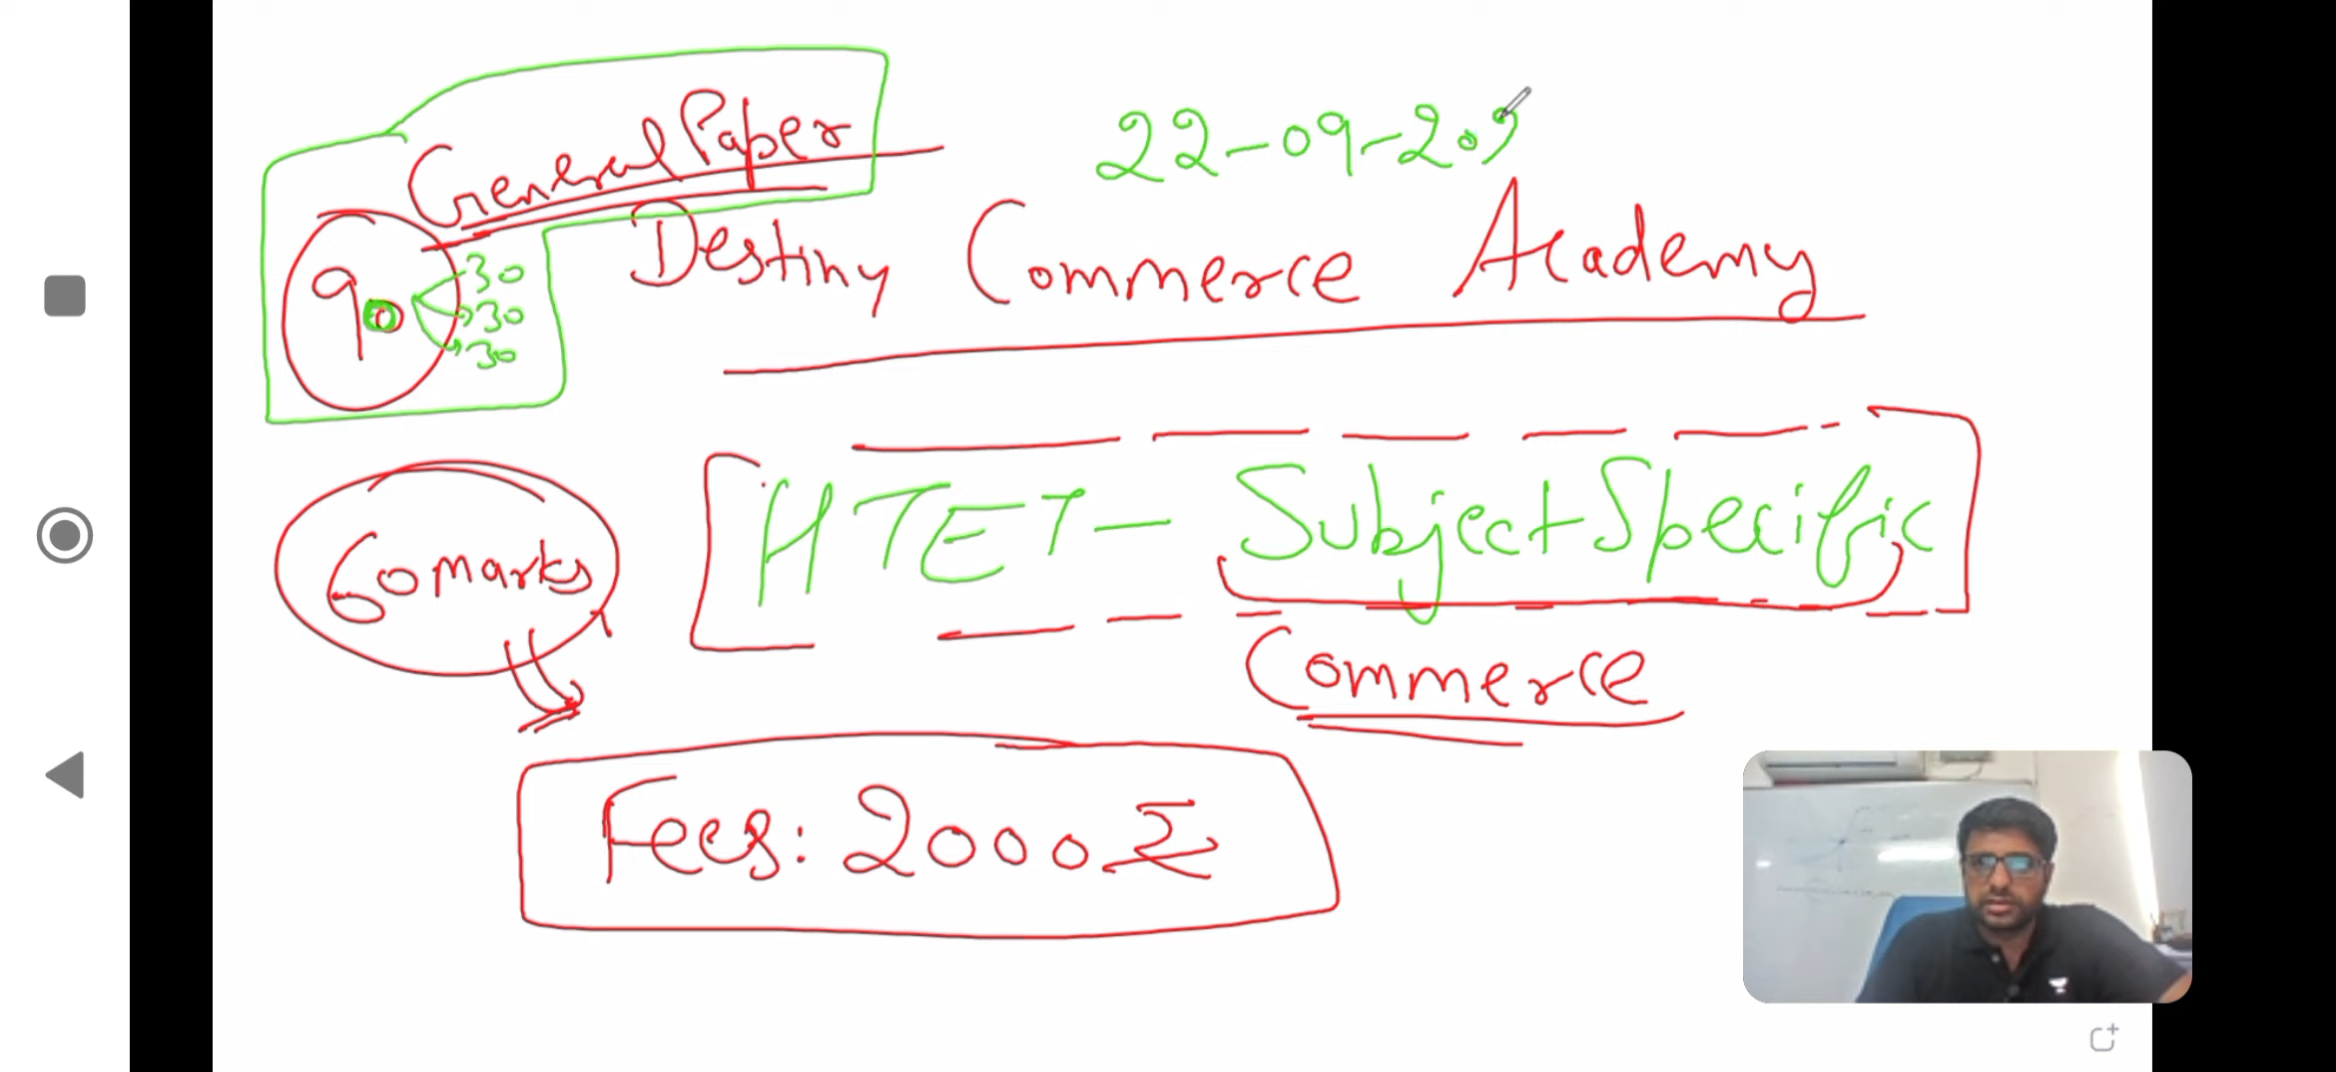 General Paper
22-09-202
90
30
30
30
Destiny Commerce Academy
HTET- Subject Specific
Commerce
60 marks
Fees: 2000 ₹